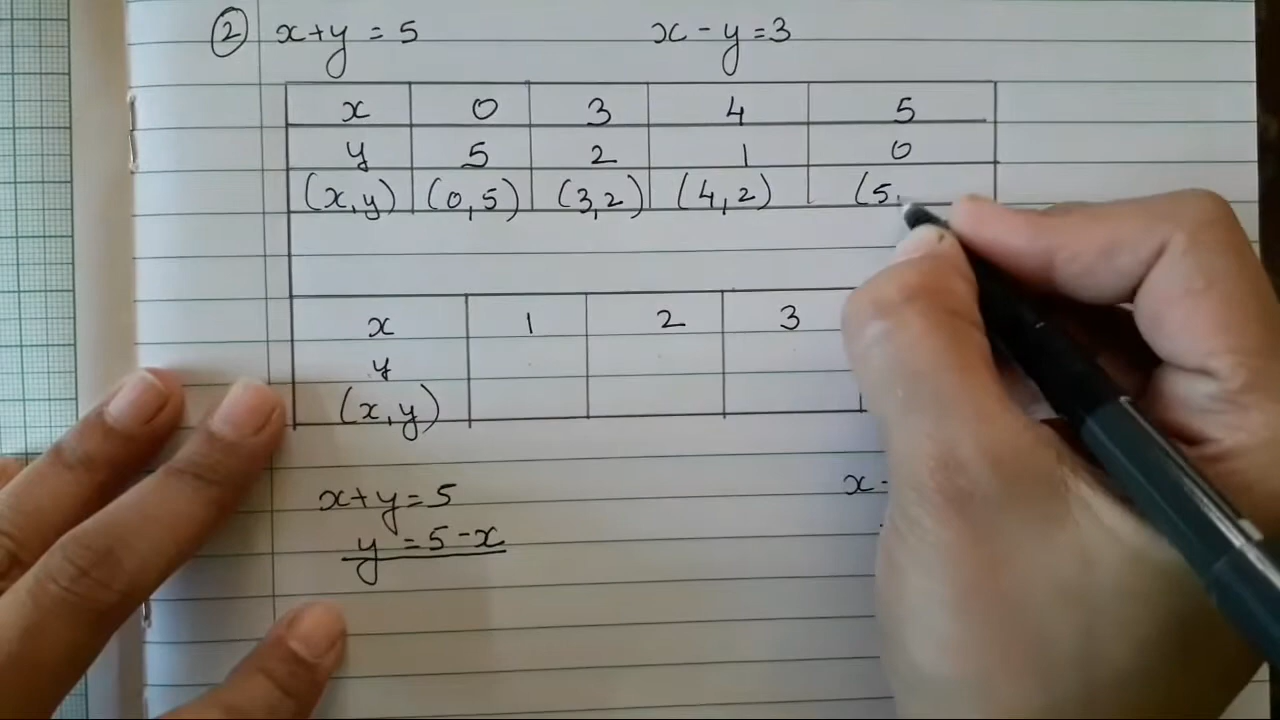 ② x+y=5 x-y=3
x 0 3 4 5
y 5 2 1 0
(x,y) (0,5) (3,2) (4,2) (5,
x 1 2 3
y
(x,y)
x+y=5 x-
y=5-x